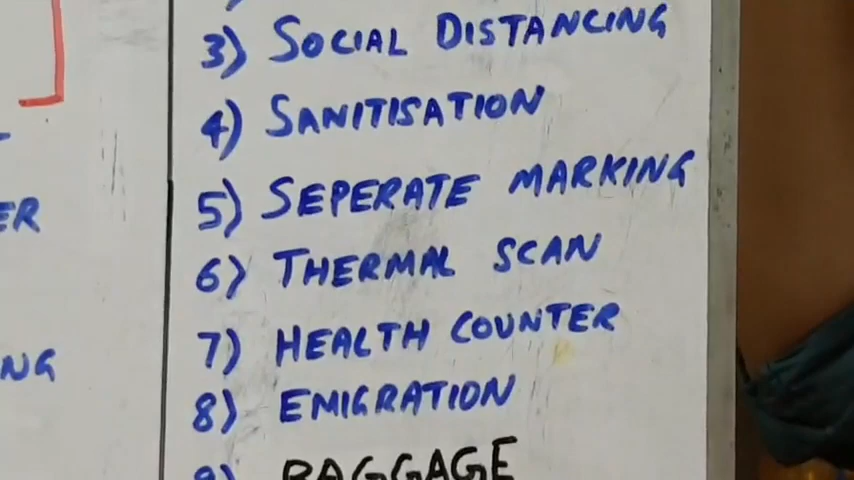 3) SOCIAL DISTANCING
4) SANITISATION
5) SEPERATE MARKING
6) THERMAL SCAN
7) HEALTH COUNTER
8) EMIGRATION
9) BAGGAGE
ER
NG